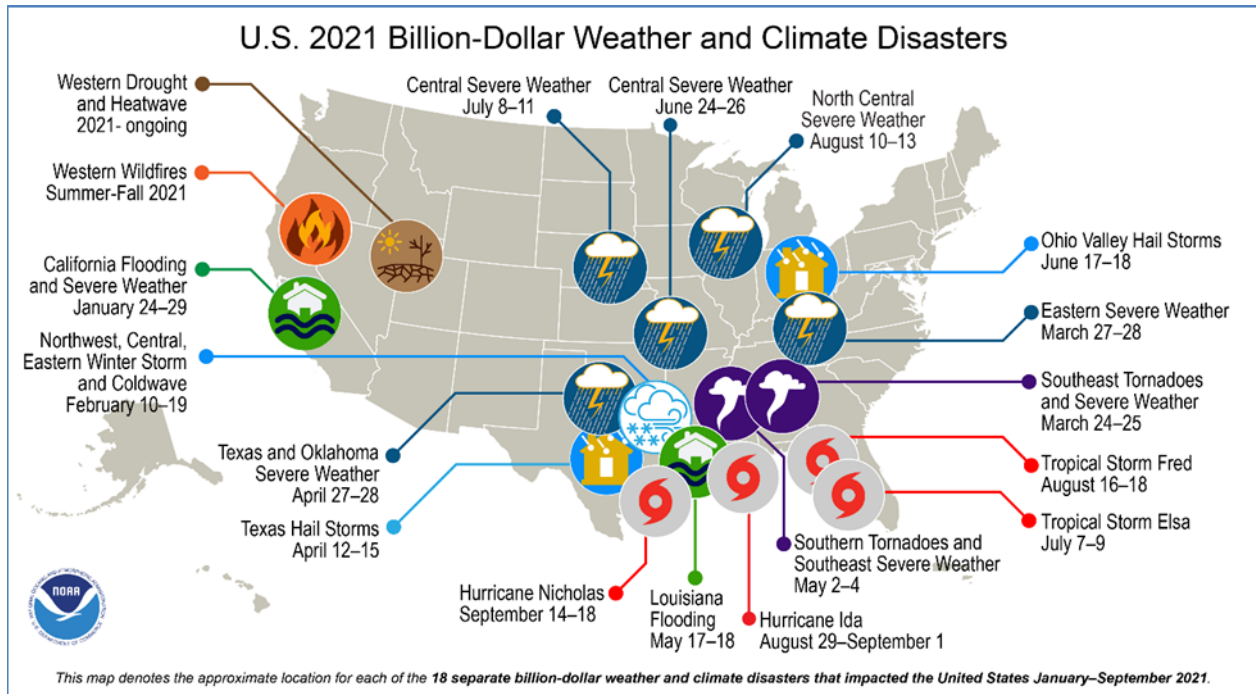 U.S. 2021 Billion-Dollar Weather and Climate Disasters
Western Drought
and Heatwave
2021- ongoing
Central Severe Weather
July 8–11
Central Severe Weather
June 24–26
North Central
Severe Weather
August 10–13
Western Wildfires
Summer-Fall 2021
California Flooding
and Severe Weather
January 24–29
Northwest, Central,
Eastern Winter Storm
and Coldwave
February 10–19
Ohio Valley Hail Storms
June 17–18
Eastern Severe Weather
March 27–28
Southeast Tornadoes
and Severe Weather
March 24–25
Texas and Oklahoma
Severe Weather
April 27–28
Texas Hail Storms
April 12–15
Tropical Storm Fred
August 16–18
Tropical Storm Elsa
July 7–9
Southern Tornadoes and
Southeast Severe Weather
May 2–4
Hurricane Nicholas
September 14–18
Louisiana
Flooding
May 17–18
Hurricane Ida
August 29–September 1
NOAA
This map denotes the approximate location for each of the 18 separate billion-dollar weather and climate disasters that impacted the United States January–September 2021.